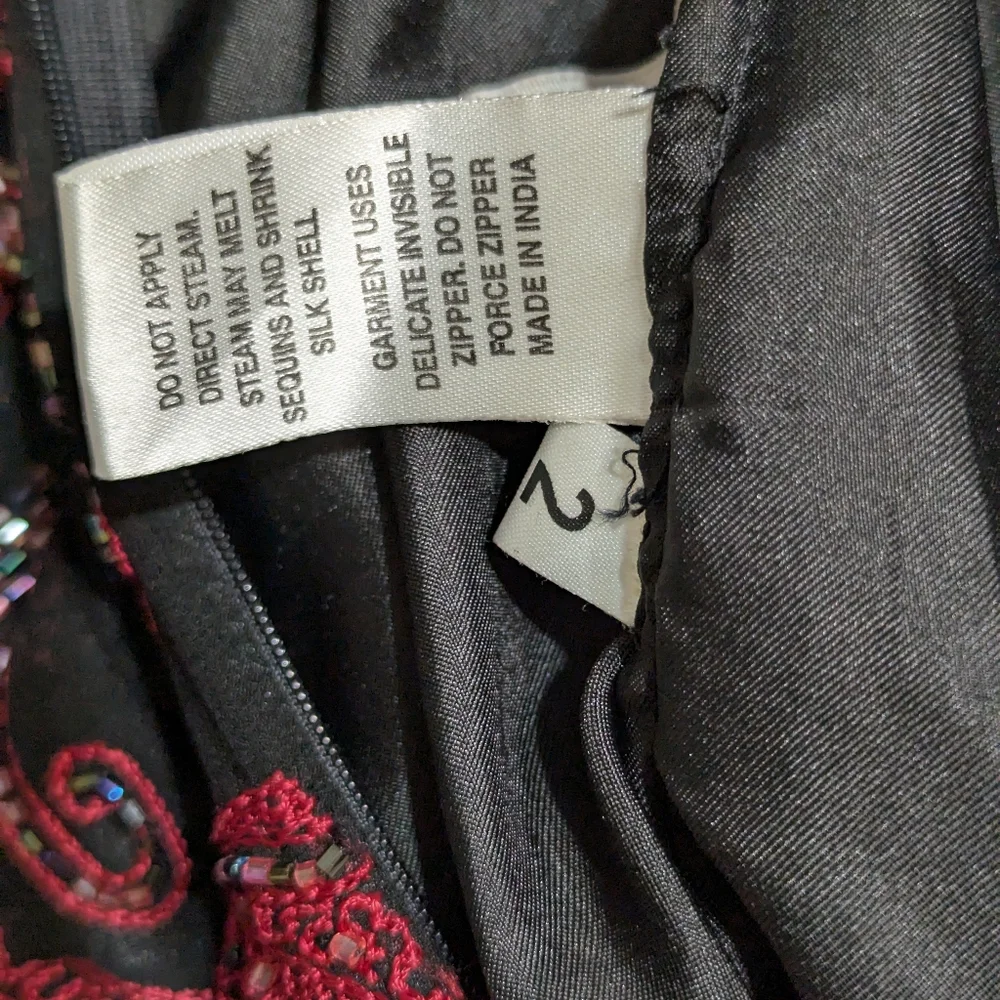 DO NOT APPLY
DIRECT STEAM.
STEAM MAY MELT
SEQUINS AND SHRINK
SILK SHELL
GARMENT USES
DELICATE INVISIBLE
ZIPPER. DO NOT
FORCE ZIPPER
MADE IN INDIA
2